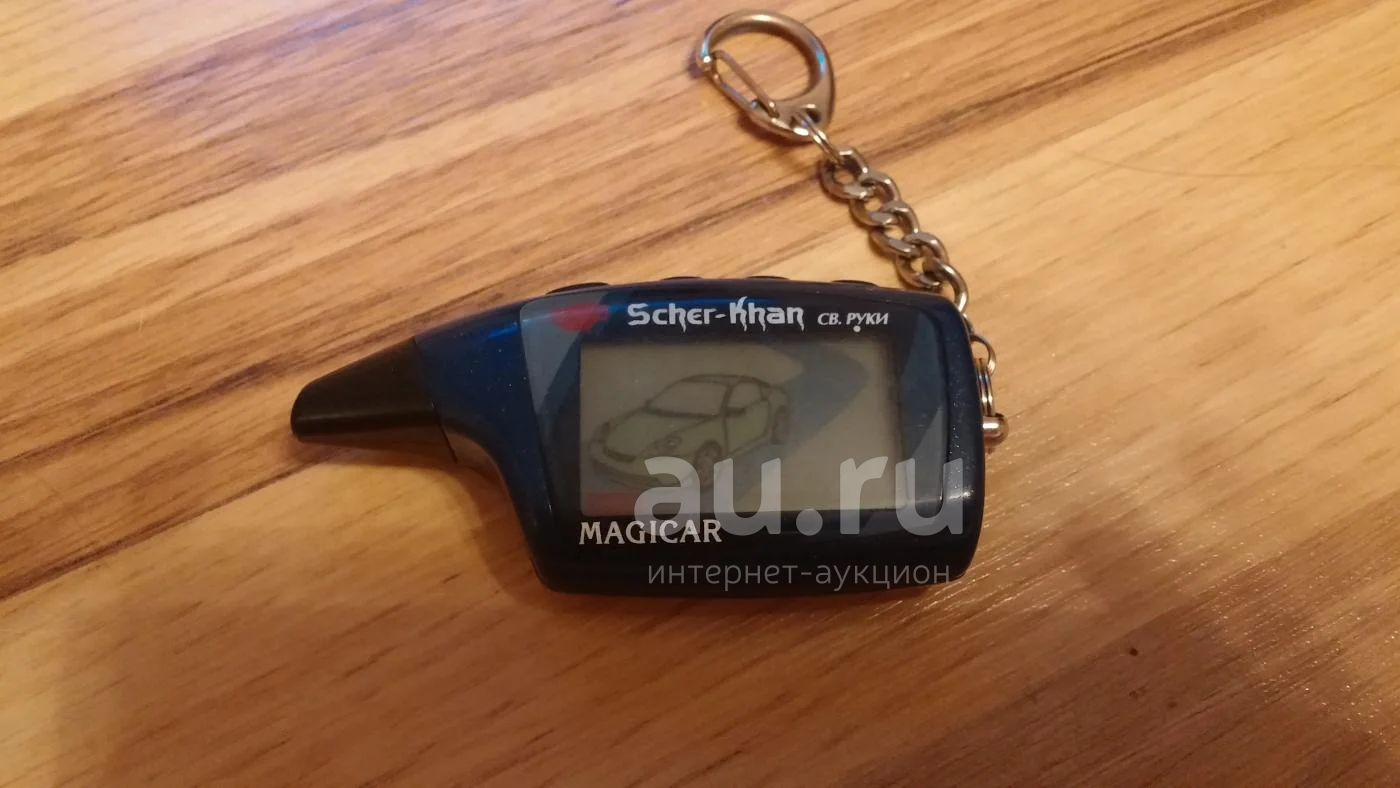 Scher-Khan СВ. РУКИ
MAGICAR
au.ru
интернет-аукцион